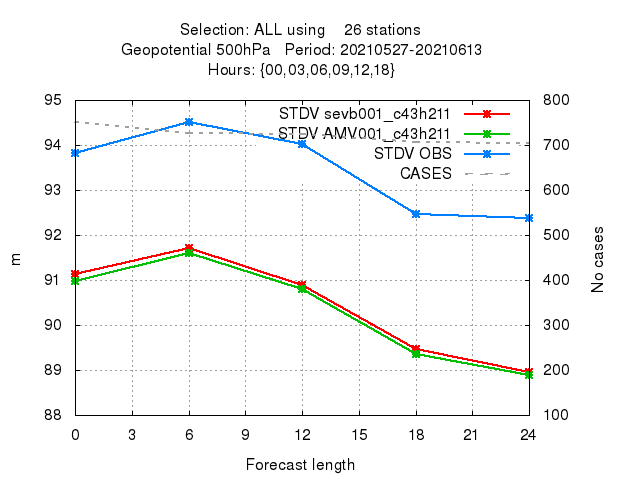 Selection: ALL using 26 stations
Geopotential 500hPa Period: 20210527-20210613
Hours: {00,03,06,09,12,18}
STDV sevb001_c43h211
STDV AMV001_c43h211
STDV OBS
CASES
95
94
93
92
91
90
89
88
m
800
700
600
500
400
300
200
100
No cases
0 3 6 9 12 15 18 21 24
Forecast length